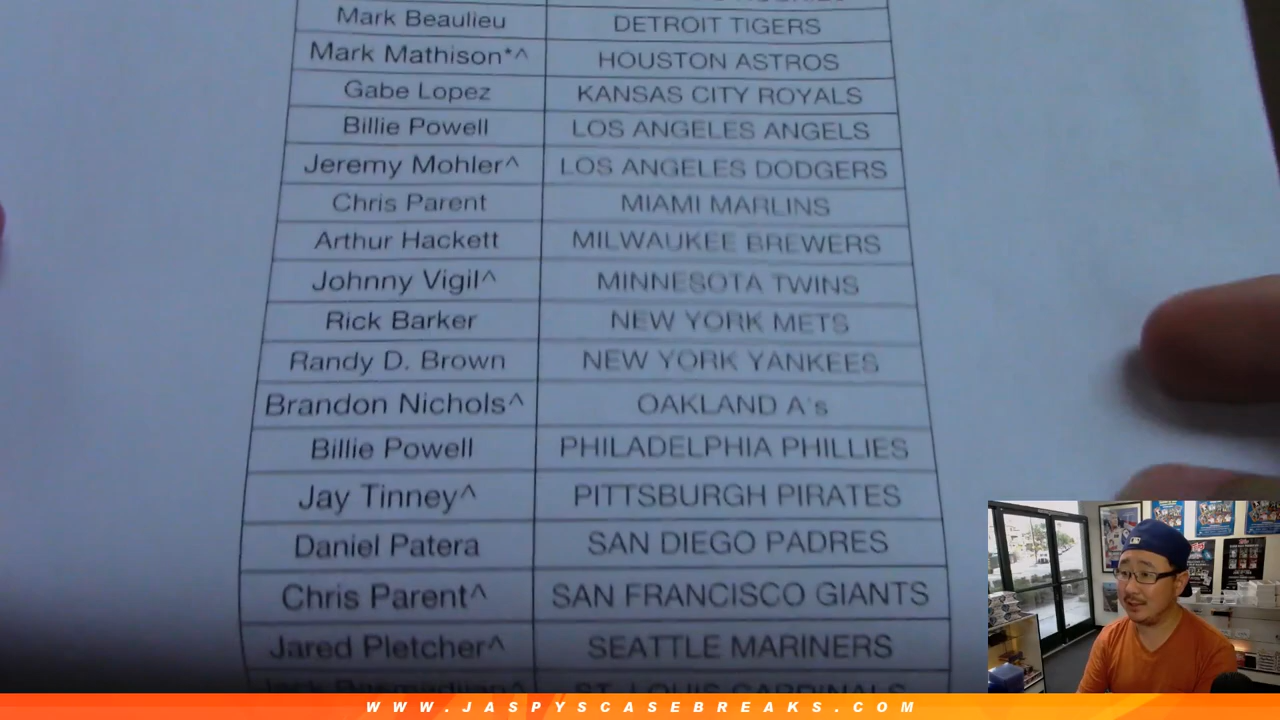 Mark Beaulieu DETROIT TIGERS
Mark Mathison*^ HOUSTON ASTROS
Gabe Lopez KANSAS CITY ROYALS
Billie Powell LOS ANGELES ANGELS
Jeremy Mohler^ LOS ANGELES DODGERS
Chris Parent MIAMI MARLINS
Arthur Hackett MILWAUKEE BREWERS
Johnny Vigil^ MINNESOTA TWINS
Rick Barker NEW YORK METS
Randy D. Brown NEW YORK YANKEES
Brandon Nichols^ OAKLAND A's
Billie Powell PHILADELPHIA PHILLIES
Jay Tinney^ PITTSBURGH PIRATES
Daniel Patera SAN DIEGO PADRES
Chris Parent^ SAN FRANCISCO GIANTS
Jared Pletcher^ SEATTLE MARINERS
ST. LOUIS CARDINALS
WWW.JASPYSCASEBREAKS.COM